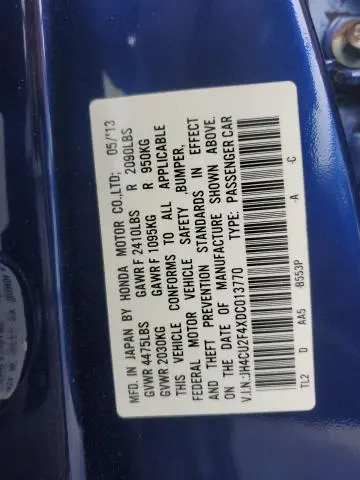 MFD. IN JAPAN BY HONDA MOTOR CO.,LTD; 05/'13
GVWR 4475LBS GAWR F 2410LBS R 2090LBS
GVWR 2030KG GAWR F 1095KG R 950KG
THIS VEHICLE CONFORMS TO ALL APPLICABLE
FEDERAL MOTOR VEHICLE SAFETY ,BUMPER,
AND THEFT PREVENTION STANDARDS IN EFFECT
ON THE DATE OF MANUFACTURE SHOWN ABOVE.
V.I.N.:JH4CU2F4XDC013770 TYPE: PASSENGER CAR
TL2 D AA5 B553P -A -C